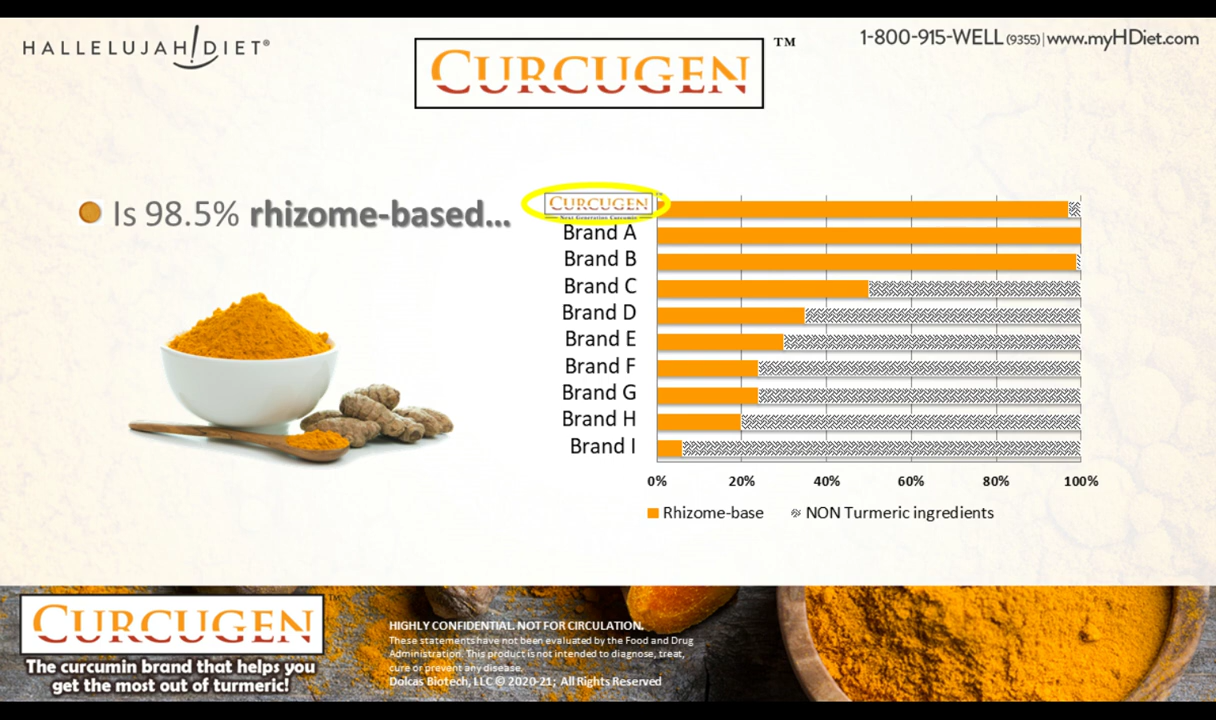 HALLELUJAH DIET®
CURCUGEN™
1-800-915-WELL (9355) | www.myHDiet.com
Is 98.5% rhizome-based...
CURCUGEN™
Next Generation Curcumin
Brand A
Brand B
Brand C
Brand D
Brand E
Brand F
Brand G
Brand H
Brand I
0% 20% 40% 60% 80% 100%
Rhizome-base NON Turmeric ingredients
CURCUGEN™
The curcumin brand that helps you
get the most out of turmeric!
HIGHLY CONFIDENTIAL. NOT FOR CIRCULATION.
These statements have not been evaluated by the Food and Drug
Administration. This product is not intended to diagnose, treat,
cure or prevent any disease.
Dolcas Biotech, LLC © 2020-21; All Rights Reserved